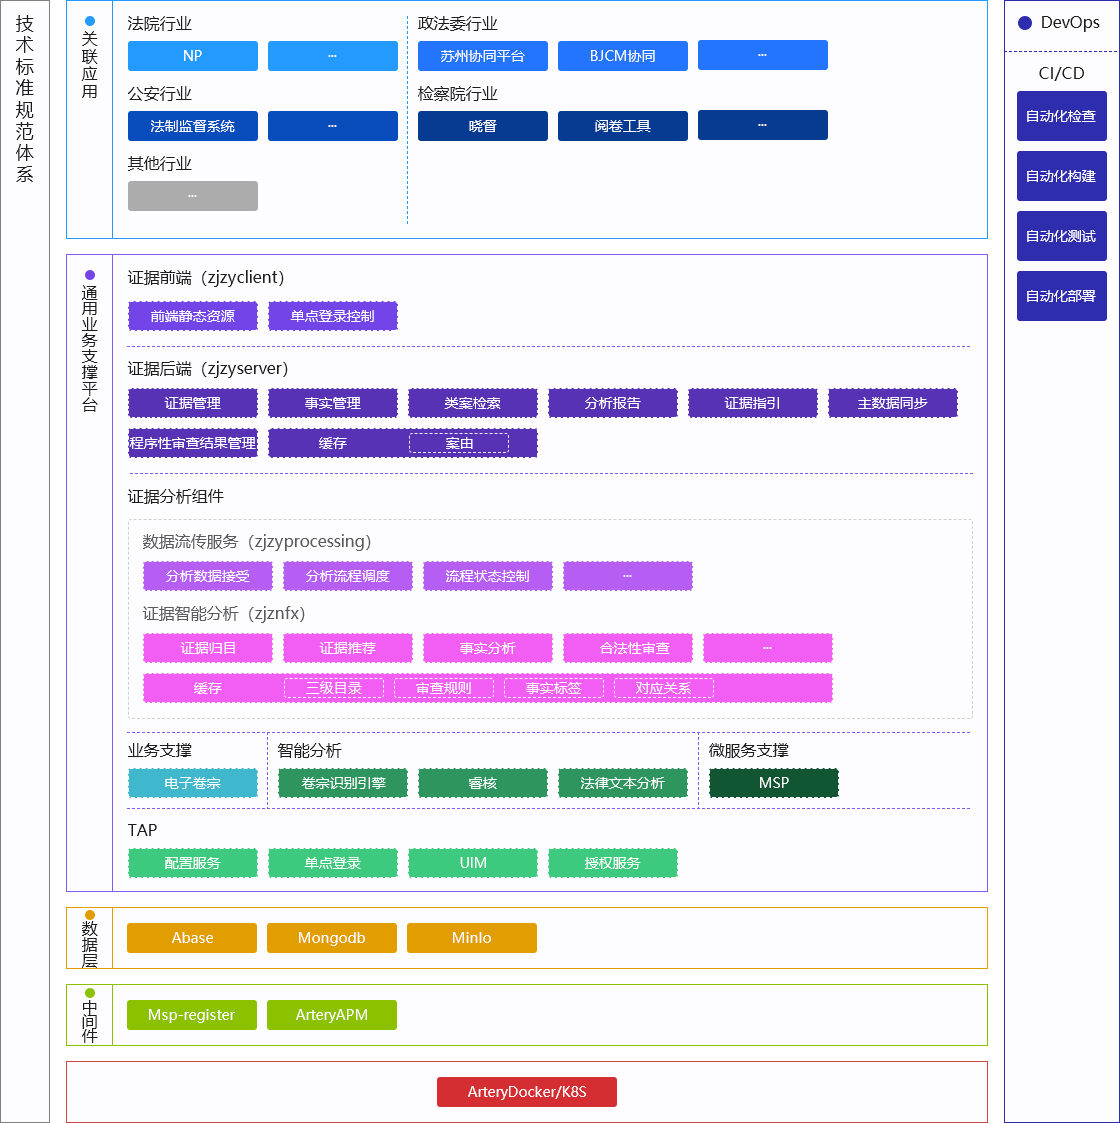 技术标准规范体系
关联应用
法院行业
NP
...
政法委行业
苏州协同平台
BJCM协同
...
公安行业
法制监督系统
...
检察院行业
晓督
阅卷工具
...
其他行业
...
通用业务支撑平台
证据前端（zjzyclient）
前端静态资源
单点登录控制
证据后端（zjzyserver）
证据管理
事实管理
类案检索
分析报告
证据指引
主数据同步
程序性审查结果管理
缓存
案由
证据分析组件
数据流传服务（zjzyprocessing）
分析数据接受
分析流程调度
流程状态控制
...
证据智能分析（zjznfx）
证据归目
证据推荐
事实分析
合法性审查
...
缓存
三级目录
审查规则
事实标签
对应关系
业务支撑
电子卷宗
智能分析
卷宗识别引擎
睿核
法律文本分析
微服务支撑
MSP
TAP
配置服务
单点登录
UIM
授权服务
数据层
Abase
Mongodb
MinIo
中间件
Msp-register
ArteryAPM
ArteryDocker/K8S
DevOps
CI/CD
自动化检查
自动化构建
自动化测试
自动化部署